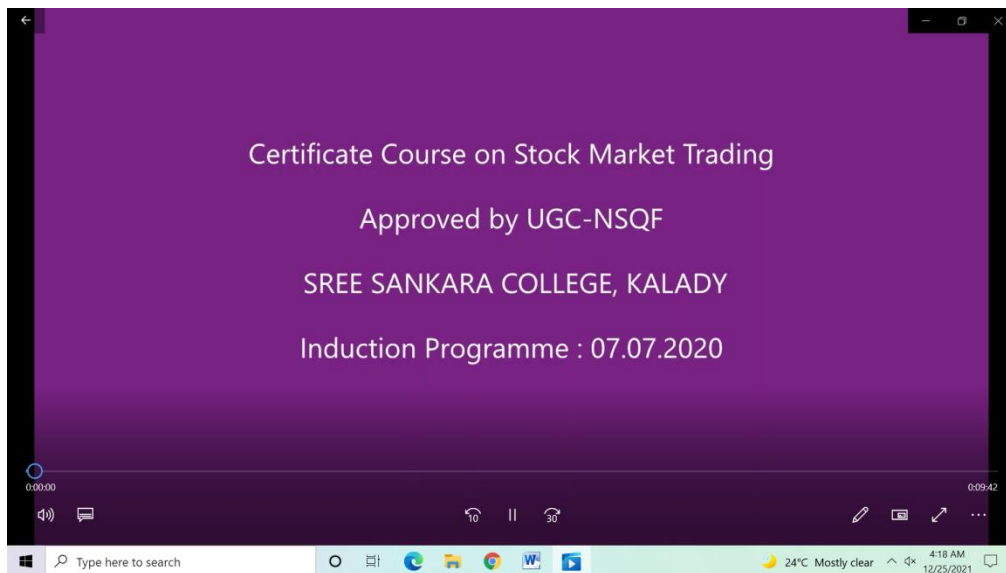 Certificate Course on Stock Market Trading
Approved by UGC-NSQF
SREE SANKARA COLLEGE, KALADY
Induction Programme : 07.07.2020
0:00:00
0:09:42
10
30
Type here to search
24°C Mostly clear
4:18 AM
12/25/2021